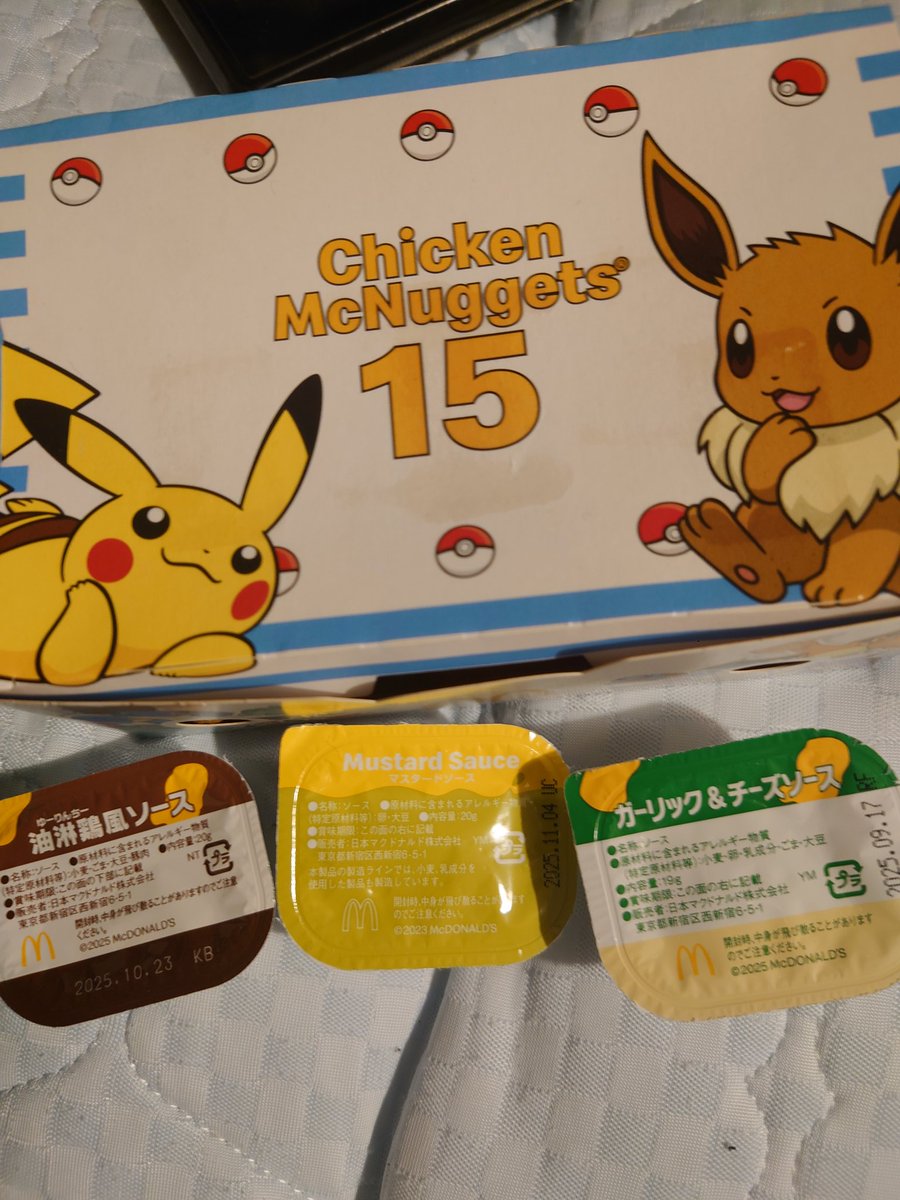 Chicken
McNuggets®
15
ゆーりんちー
油淋鶏風ソース
●名称:ソース ●原材料に含まれるアレルギー物質
(特定原材料等):小麦・ごま・大豆・豚肉 ●内容量:20g
●賞味期限:この面の下部に記載
●販売者:日本マクドナルド株式会社
東京都新宿区西新宿6-5-1
NT
プラ
開封時、中身が飛び散ることがありますのでご注意
ください。
©2025 McDONALD'S
2025.10.23 KB
Mustard Sauce
マスタードソース
●名称:ソース ●原材料に含まれるアレルギー物質
(特定原材料等):卵・大豆 ●内容量:20g
●賞味期限:この面の右に記載
●販売者:日本マクドナルド株式会社 YM
東京都新宿区西新宿6-5-1
プラ
本製品の製造ラインでは、小麦、乳成分を
使用した製品も製造しています。
開封時、中身が飛び散ることがあります
のでご注意ください。
©2023 McDONALD'S
2025.11.04 UC
ガーリック&チーズソース
●名称:ソース
●原材料に含まれるアレルギー物質
(特定原材料等):小麦・卵・乳成分・ごま・大豆
●内容量:19g
●賞味期限:この面の右に記載 YM
●販売者:日本マクドナルド株式会社
東京都新宿区西新宿6-5-1
プラ
開封時、中身が飛び散ることがあります
のでご注意ください。
©2025 McDONALD'S
2025.09.17